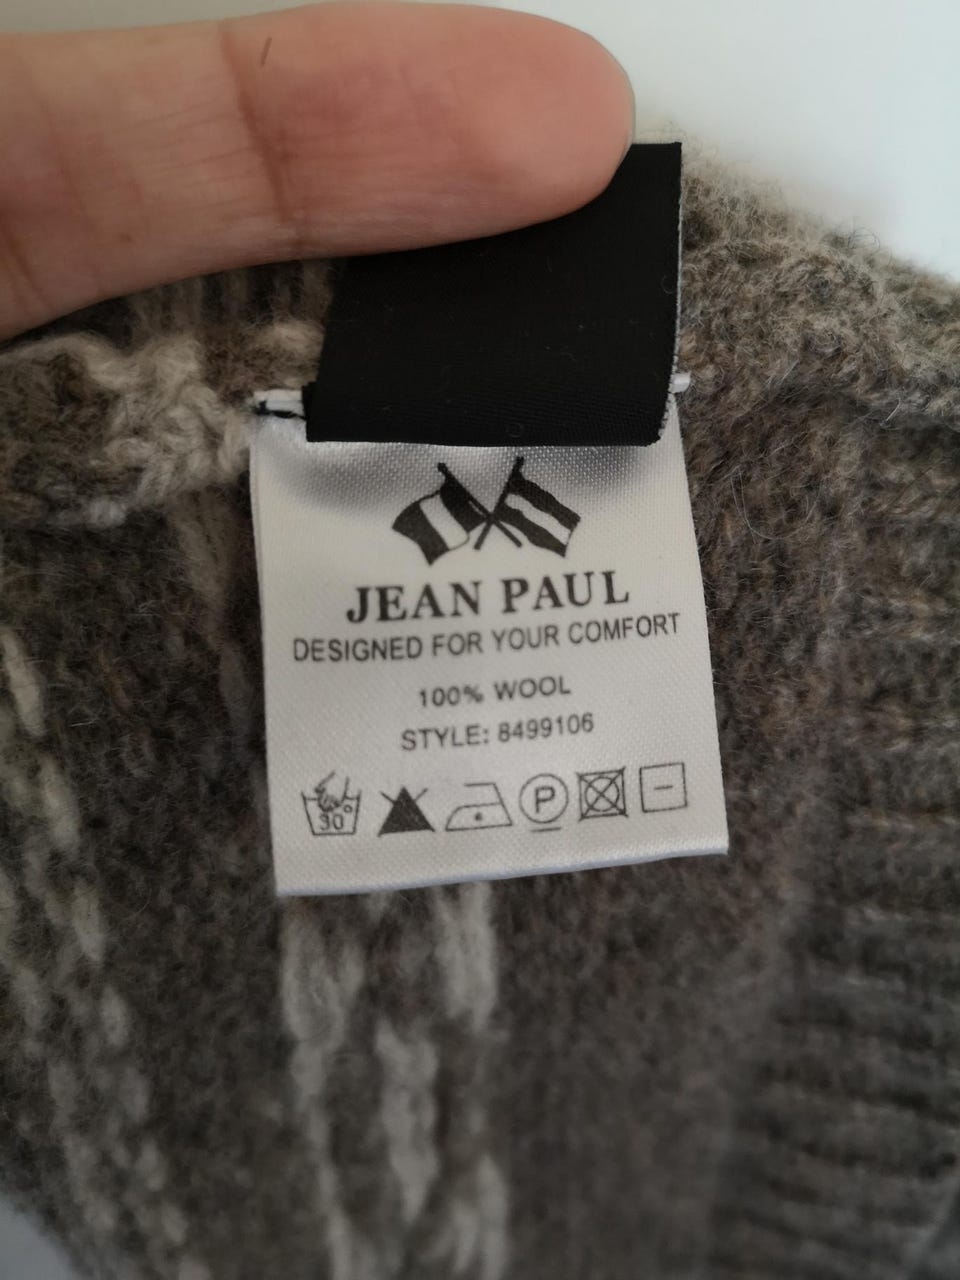 JEAN PAUL
DESIGNED FOR YOUR COMFORT
100% WOOL
STYLE: 8499106
30° P